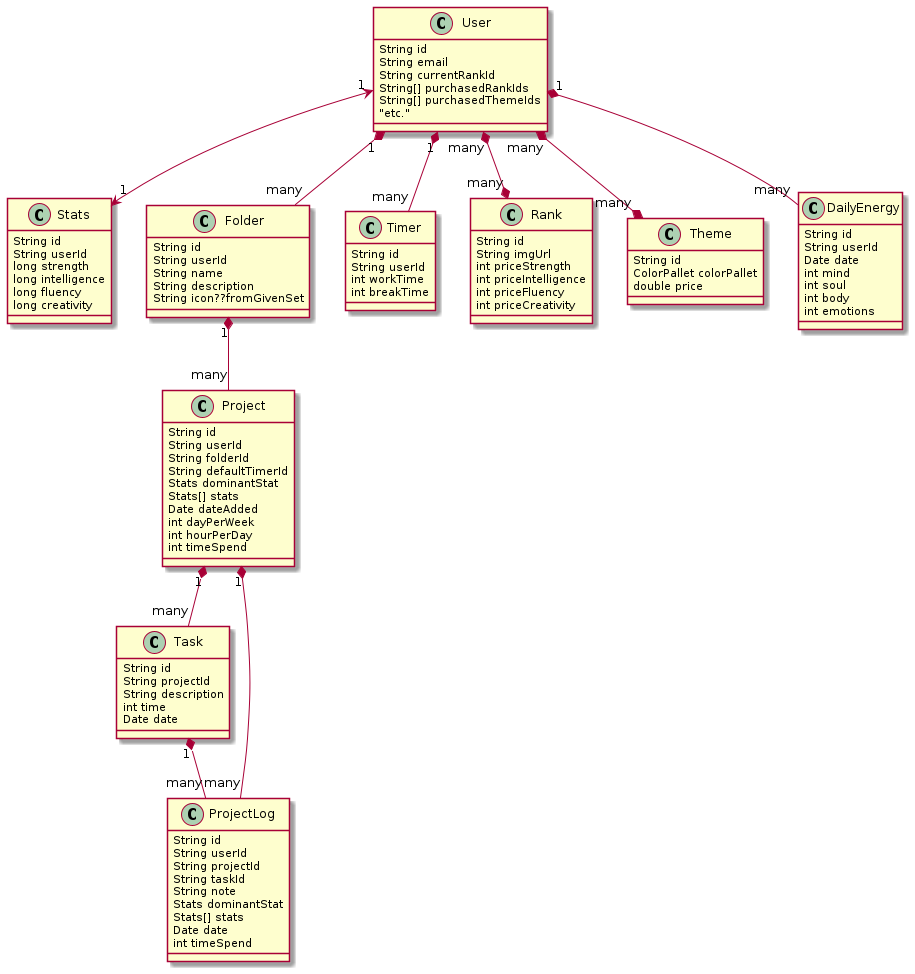 C User
String id
String email
String currentRankId
String[] purchasedRankIds
String[] purchasedThemeIds
"etc."
1
1
1
1
many
many
1
many
many
many
many
many
many
C Stats
String id
String userId
long strength
long intelligence
long fluency
long creativity
C Folder
String id
String userId
String name
String description
String icon??fromGivenSet
C Timer
String id
String userId
int workTime
int breakTime
C Rank
String id
String imgUrl
int priceStrength
int priceIntelligence
int priceFluency
int priceCreativity
C Theme
String id
ColorPallet colorPallet
double price
C DailyEnergy
String id
String userId
Date date
int mind
int soul
int body
int emotions
1
many
C Project
String id
String userId
String folderId
String defaultTimerId
Stats dominantStat
Stats[] stats
Date dateAdded
int dayPerWeek
int hourPerDay
int timeSpend
1
1
many
C Task
String id
String projectId
String description
int time
Date date
1
many
many
C ProjectLog
String id
String userId
String projectId
String taskId
String note
Stats dominantStat
Stats[] stats
Date date
int timeSpend